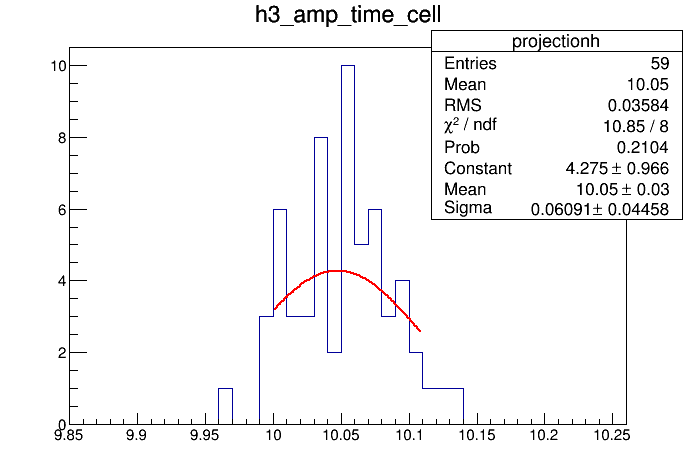 h3_amp_time_cell
projectionh
Entries 59
Mean 10.05
RMS 0.03584
χ² / ndf 10.85 / 8
Prob 0.2104
Constant 4.275 ± 0.966
Mean 10.05 ± 0.03
Sigma 0.06091 ± 0.04458
10
8
6
4
2
0
9.85 9.9 9.95 10 10.05 10.1 10.15 10.2 10.25